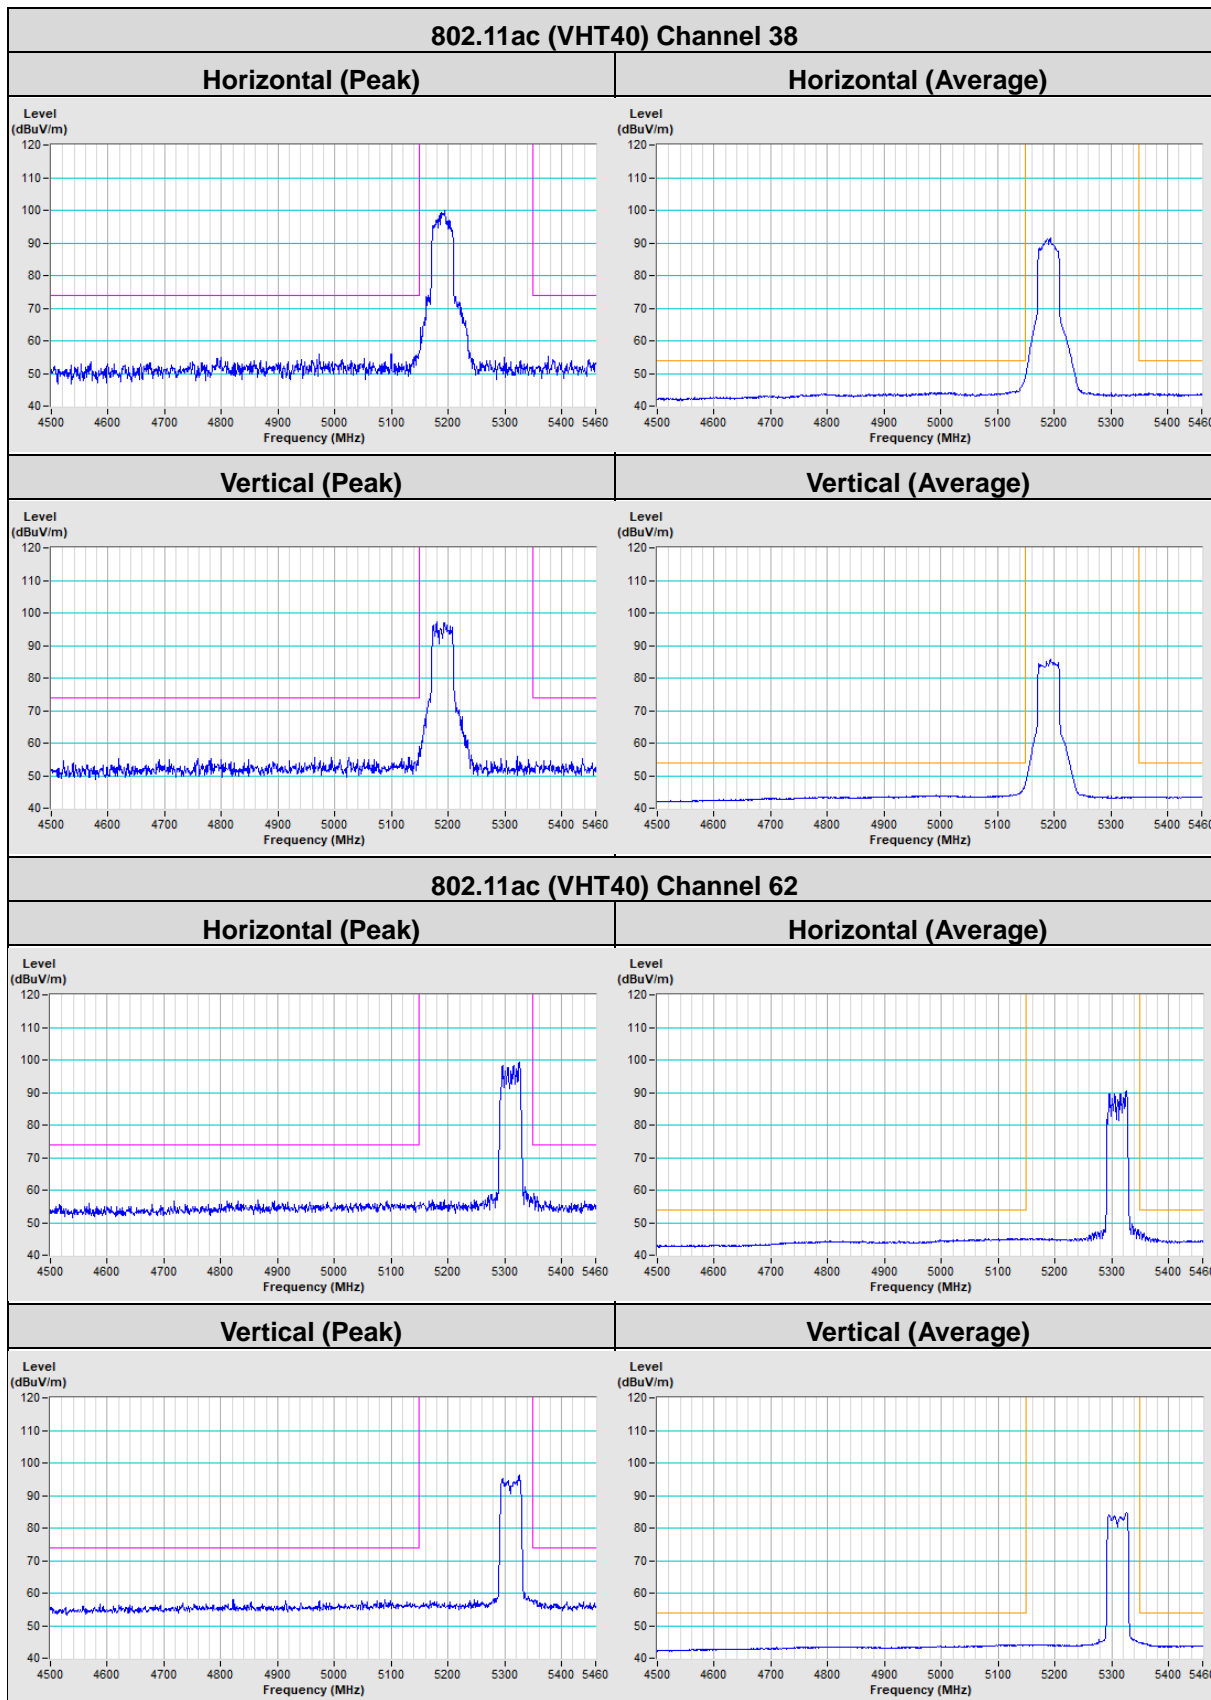 802.11ac (VHT40) Channel 38
Horizontal (Peak) Horizontal (Average)
Level Level
(dBuV/m) (dBuV/m)
120 120
110 110
100 100
90 90
80 80
70 70
60 60
50 50
40 40
4500 4600 4700 4800 4900 5000 5100 5200 5300 5400 5460 4500 4600 4700 4800 4900 5000 5100 5200 5300 5400 5460
Frequency (MHz) Frequency (MHz)
Vertical (Peak) Vertical (Average)
Level Level
(dBuV/m) (dBuV/m)
120 120
110 110
100 100
90 90
80 80
70 70
60 60
50 50
40 40
4500 4600 4700 4800 4900 5000 5100 5200 5300 5400 5460 4500 4600 4700 4800 4900 5000 5100 5200 5300 5400 5460
Frequency (MHz) Frequency (MHz)
802.11ac (VHT40) Channel 62
Horizontal (Peak) Horizontal (Average)
Level Level
(dBuV/m) (dBuV/m)
120 120
110 110
100 100
90 90
80 80
70 70
60 60
50 50
40 40
4500 4600 4700 4800 4900 5000 5100 5200 5300 5400 5460 4500 4600 4700 4800 4900 5000 5100 5200 5300 5400 5460
Frequency (MHz) Frequency (MHz)
Vertical (Peak) Vertical (Average)
Level Level
(dBuV/m) (dBuV/m)
120 120
110 110
100 100
90 90
80 80
70 70
60 60
50 50
40 40
4500 4600 4700 4800 4900 5000 5100 5200 5300 5400 5460 4500 4600 4700 4800 4900 5000 5100 5200 5300 5400 5460
Frequency (MHz) Frequency (MHz)